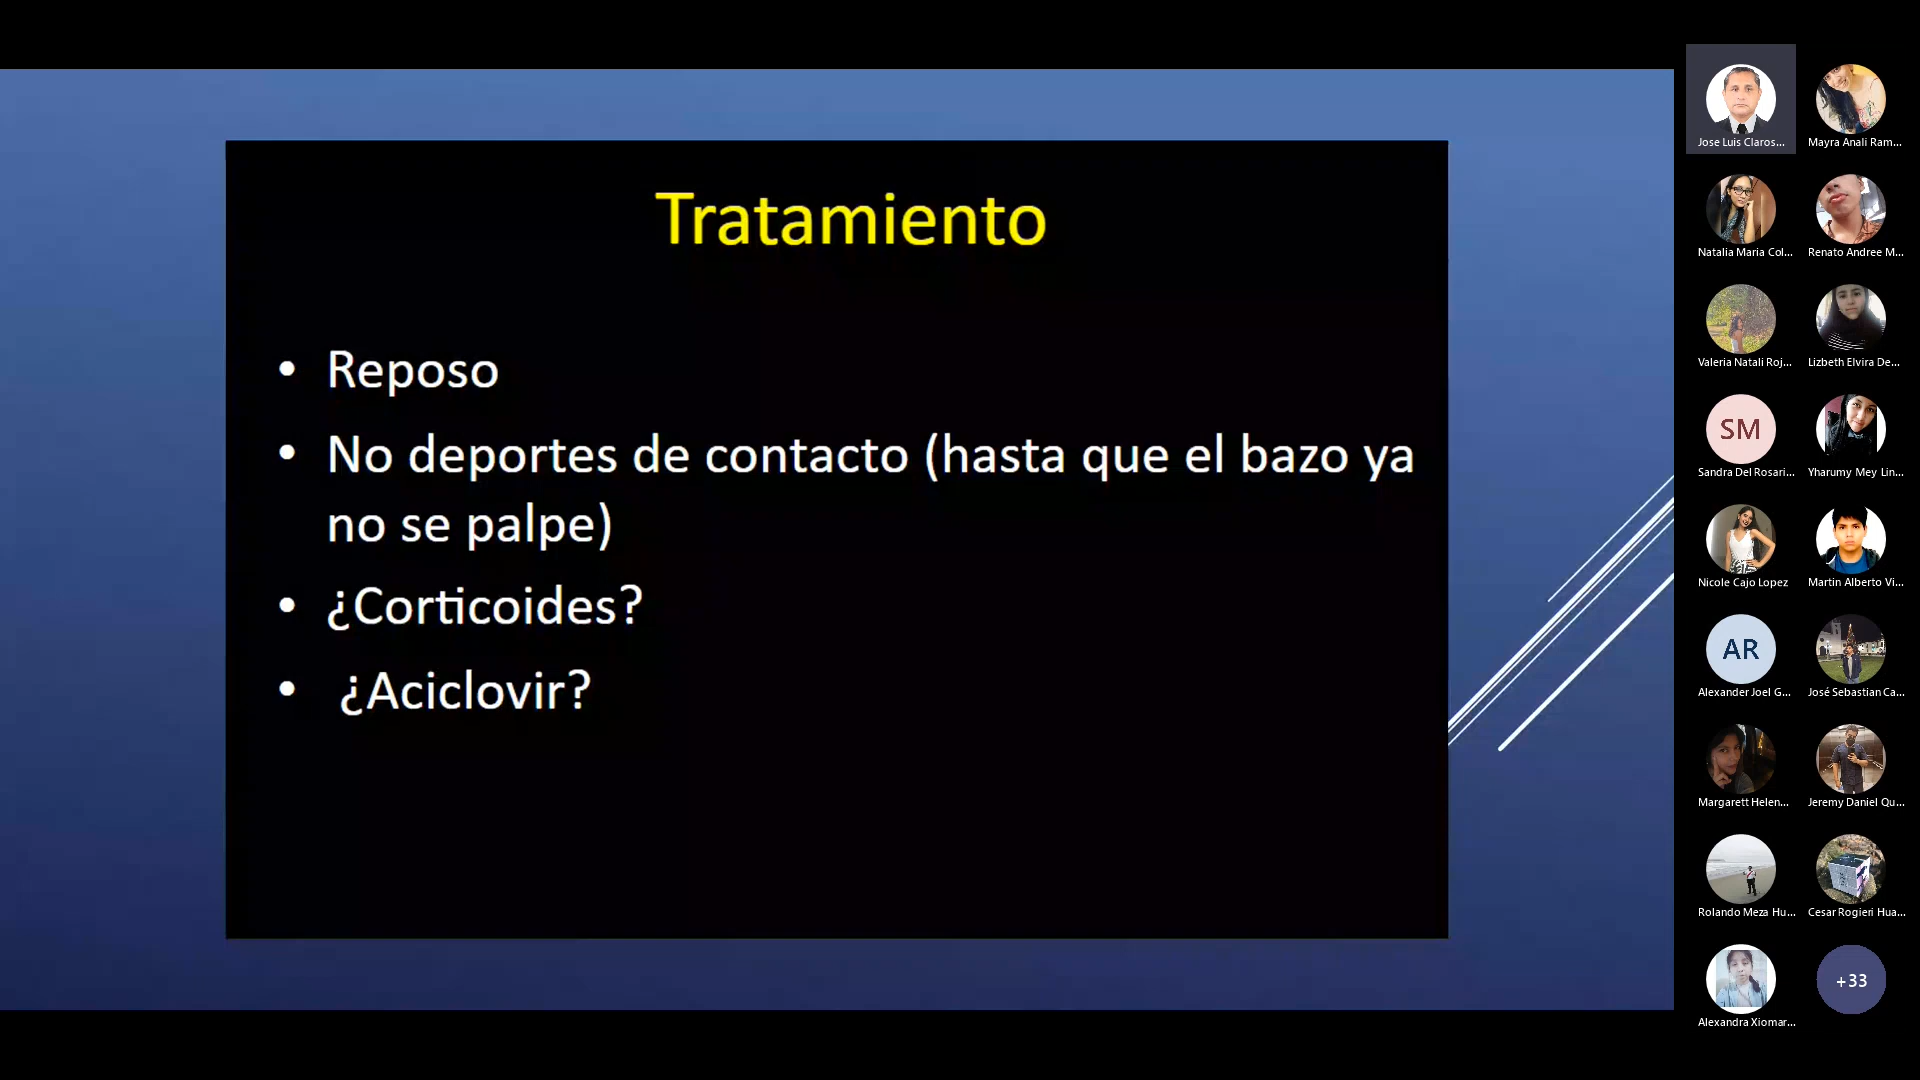 Tratamiento
• Reposo
• No deportes de contacto (hasta que el bazo ya
no se palpe)
• ¿Corticoides?
• ¿Aciclovir?
Jose Luis Claros...
Mayra Anali Ram...
Natalia Maria Col...
Renato Andree M...
Valeria Natali Roj...
Lizbeth Elvira De...
SM
Sandra Del Rosari...
Yharumy Mey Lin...
Nicole Cajo Lopez
Martin Alberto Vi...
AR
Alexander Joel G...
José Sebastian Ca...
Margarett Helen...
Jeremy Daniel Qu...
Rolando Meza Hu...
Cesar Rogieri Hua...
Alexandra Xiomar...
+33